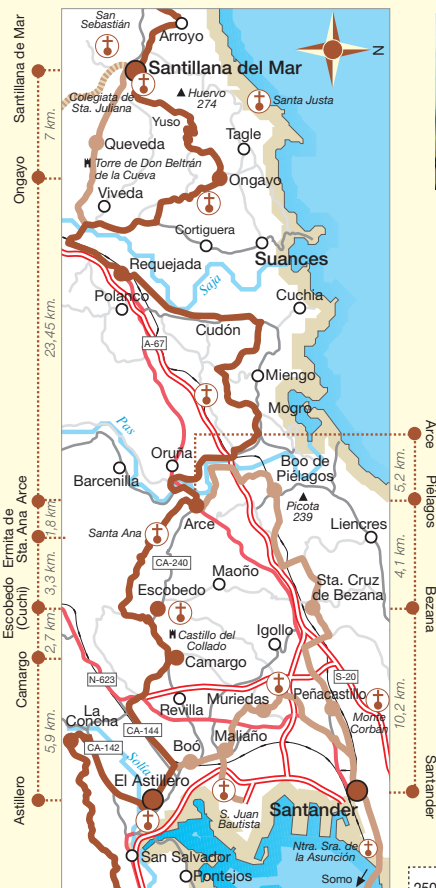 San
Sebastián
Arroyo
Santillana del Mar
Colegiata de
Sta. Juliana
Huervo
274
Santa Justa
N
Yuso
Tagle
Queveda
Torre de Don Beltrán
de la Cueva
Ongayo
Viveda
Cortiguera
Suances
Requejada
Saja
Polanco
Cuchia
Cudón
A-67
Miengo
Mogro
Pas
Oruña
Boo de
Piélagos
Barcenilla
Picota
239
Arce
Liencres
Santa Ana
CA-240
Maoño
Sta. Cruz
de Bezana
Escobedo
Castillo del
Collado
Igollo
Camargo
N-623
S-20
Revilla
Muriedas
Peñacastillo
Monte
Corbán
La
Concha
CA-144
CA-142
Maliaño
Boó
Solía
El Astillero
S. Juan
Bautista
Santander
Ntra. Sra. de
la Asunción
San Salvador
Somo
Pontejos
Santillana de Mar
7 km.
Ongayo
23,45 km.
Arce
1,8 km.
Ermita de
Sta. Ana
3,3 km.
Escobedo
(Cuchi)
2,7 km.
Camargo
5,9 km.
Astillero
Arce
5,2 km.
Piélagos
4,1 km.
Bezana
10,2 km.
Santander